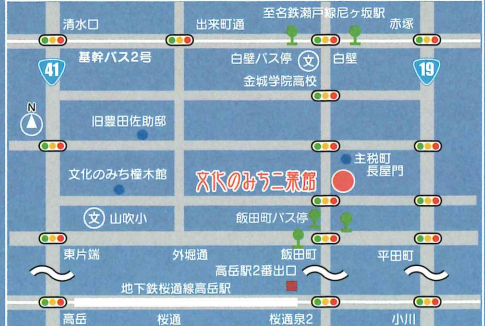 至名鉄瀬戸線尼ヶ坂駅
清水口
出来町通
赤塚
基幹バス2号
白壁バス停
文
白壁
金城学院高校
41
19
N
旧豊田佐助邸
主税町
長屋門
文化のみち橦木館
文化のみち二葉館
文 山吹小
飯田町バス停
東片端
外堀通
飯田町
平田町
高岳駅2番出口
地下鉄桜通線高岳駅
高岳
桜通
桜通泉2
小川